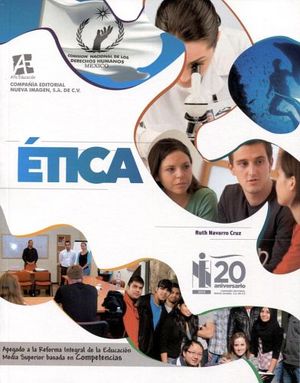 COMISIÓN NACIONAL DE LOS
DERECHOS HUMANOS
MÉXICO
COMPAÑÍA EDITORIAL
NUEVA IMAGEN, S.A. DE C.V.
ÉTICA
Ruth Navarro Cruz
20
aniversario
Apegado a la Reforma Integral de la Educación
Media Superior basada en Competencias